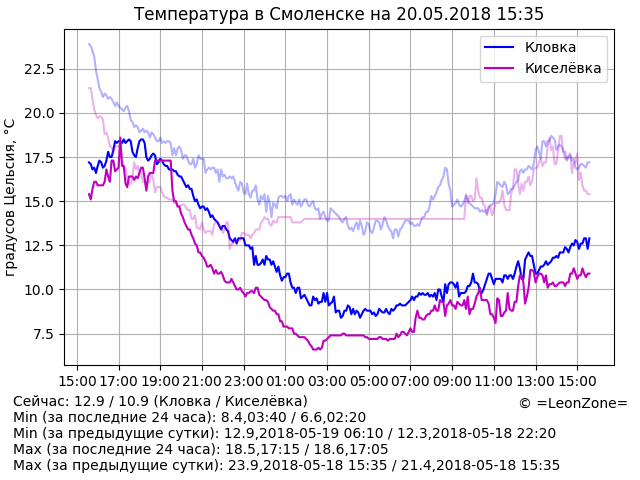 Температура в Смоленске на 20.05.2018 15:35
градусов Цельсия, °C
22.5
20.0
17.5
15.0
12.5
10.0
7.5
Кловка
Киселёвка
15:00 17:00 19:00 21:00 23:00 01:00 03:00 05:00 07:00 09:00 11:00 13:00 15:00
Сейчас: 12.9 / 10.9 (Кловка / Киселёвка)
© =LeonZone=
Min (за последние 24 часа): 8.4,03:40 / 6.6,02:20
Min (за предыдущие сутки): 12.9,2018-05-19 06:10 / 12.3,2018-05-18 22:20
Max (за последние 24 часа): 18.5,17:15 / 18.6,17:05
Max (за предыдущие сутки): 23.9,2018-05-18 15:35 / 21.4,2018-05-18 15:35